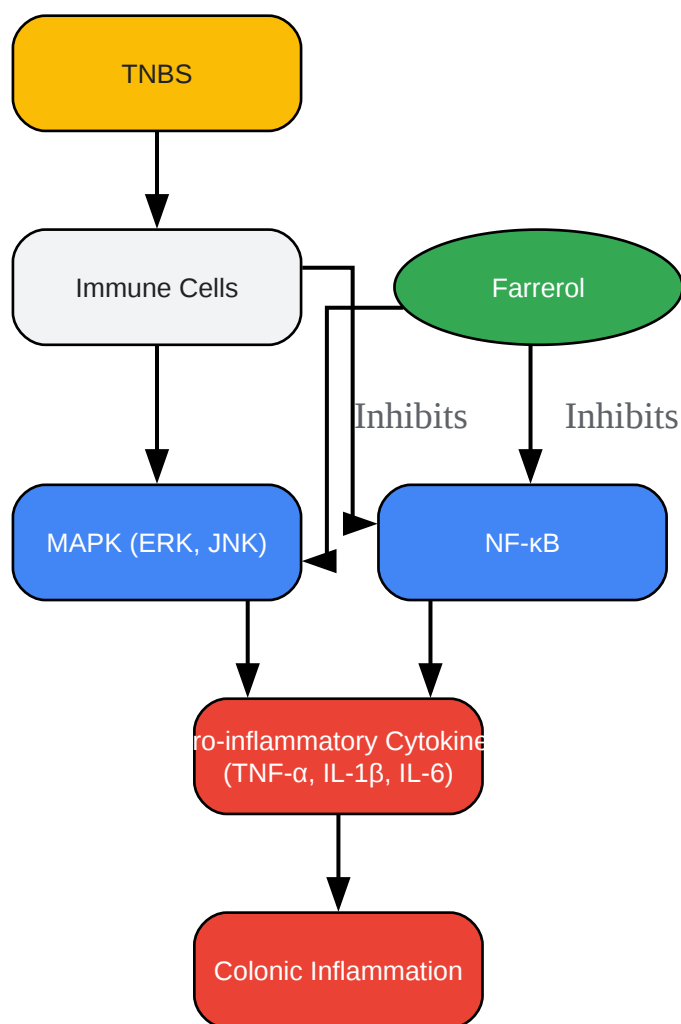 TNBS
Immune Cells
Farrerol
Inhibits
Inhibits
MAPK (ERK, JNK)
NF-κB
ro-inflammatory Cytokine
(TNF-α, IL-1β, IL-6)
Colonic Inflammation